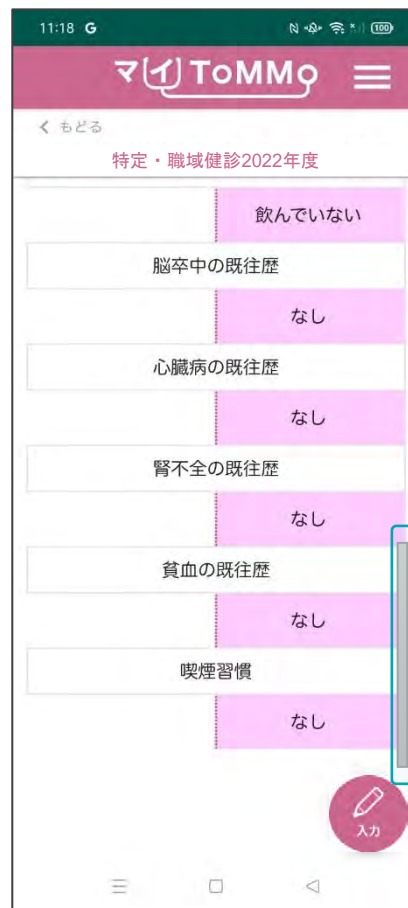 11:18 G 100
マイToMMo
もどる
特定・職域健診2022年度
飲んでいない
脳卒中の既往歴
なし
心臓病の既往歴
なし
腎不全の既往歴
なし
貧血の既往歴
なし
喫煙習慣
なし
入力